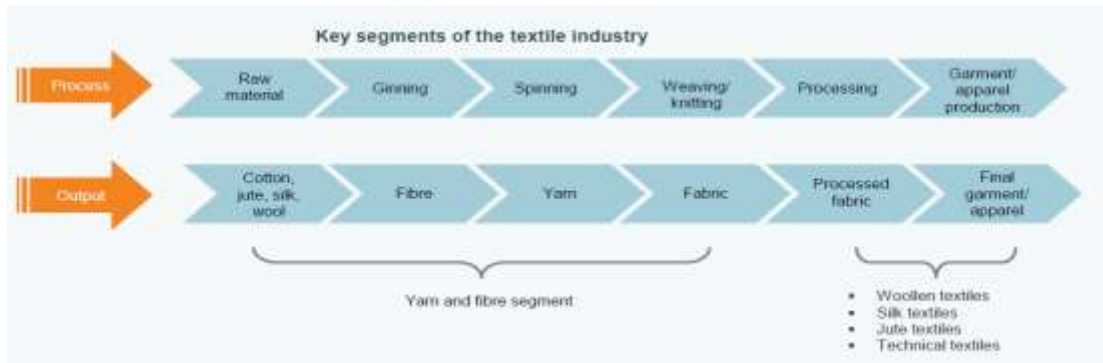 Key segments of the textile industry
Process
Raw
material
Ginning
Spinning
Weaving/
knitting
Processing
Garment/
apparel
production
Output
Cotton,
jute, silk,
wool
Fibre
Yarn
Fabric
Processed
fabric
Final
garment/
apparel
Yarn and fibre segment
• Woollen textiles
• Silk textiles
• Jute textiles
• Technical textiles